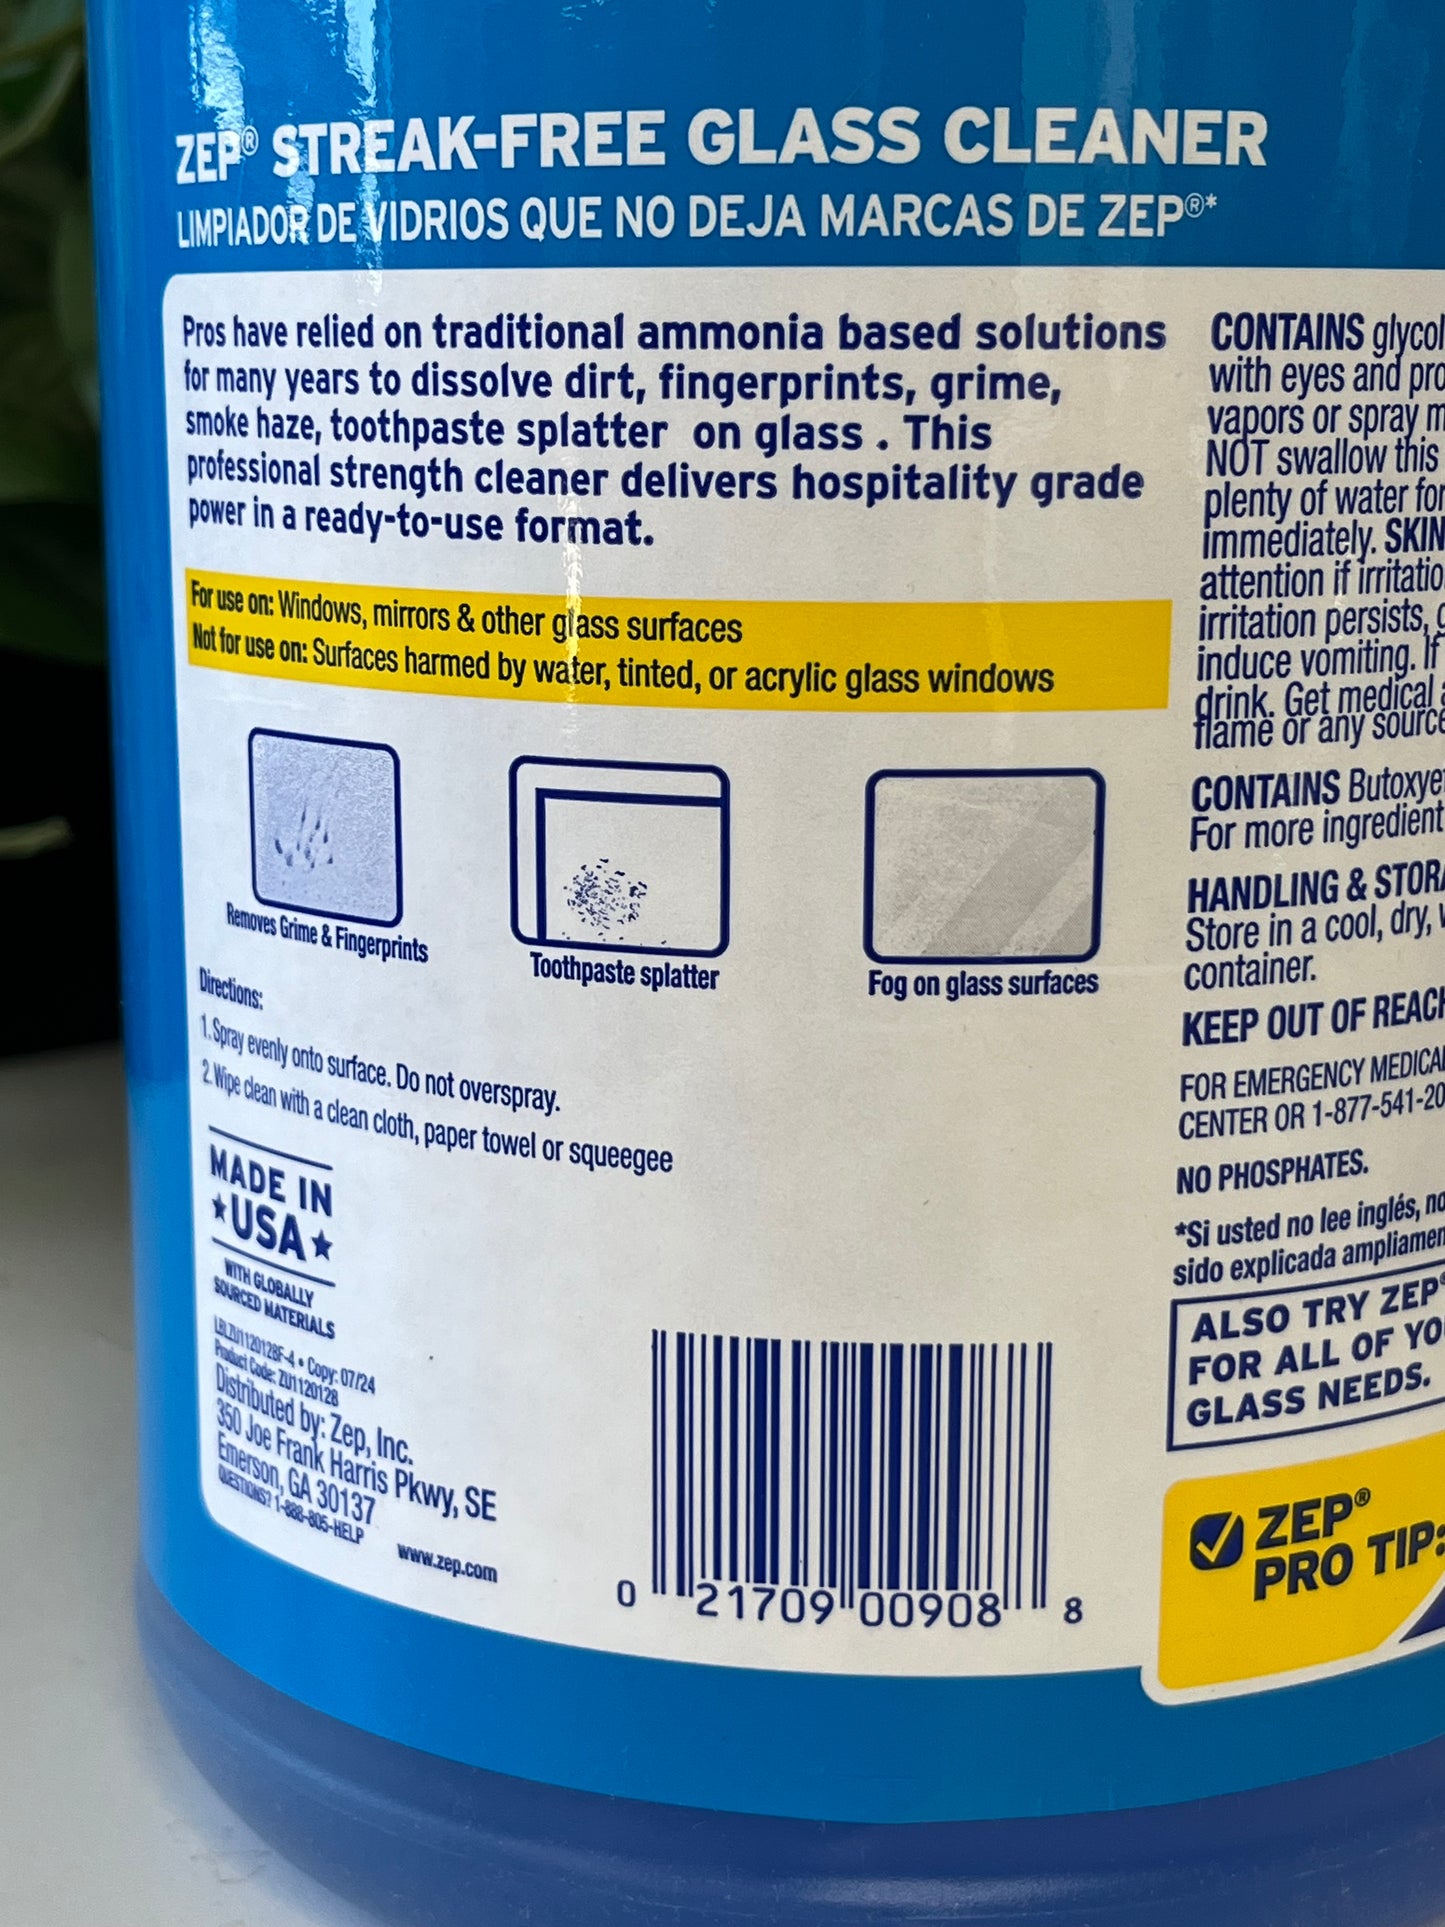 ZEP® STREAK-FREE GLASS CLEANER
LIMPIADOR DE VIDRIOS QUE NO DEJA MARCAS DE ZEP®*
Pros have relied on traditional ammonia based solutions
for many years to dissolve dirt, fingerprints, grime,
smoke haze, toothpaste splatter on glass . This
professional strength cleaner delivers hospitality grade
power in a ready-to-use format.
For use on: Windows, mirrors & other glass surfaces
Not for use on: Surfaces harmed by water, tinted, or acrylic glass windows
Removes Grime & Fingerprints
Toothpaste splatter
Fog on glass surfaces
Directions:
1. Spray evenly onto surface. Do not overspray.
2. Wipe clean with a clean cloth, paper towel or squeegee
MADE IN
★USA★
WITH GLOBALLY
SOURCED MATERIALS
LBLZU1120128F-4 • Copy: 07/24
Product Code: ZU1120128
Distributed by: Zep, Inc.
350 Joe Frank Harris Pkwy, SE
Emerson, GA 30137
QUESTIONS? 1-888-805-HELP
www.zep.com
0 21709 00908 8
CONTAINS glycol
with eyes and
vapors or spray
NOT swallow this
plenty of water for
immediately. SKIN
attention if
irritation persists,
induce vomiting. If
drink. Get medical
flame or any source
CONTAINS
For more ingredient
HANDLING &
Store in a cool, dry,
container.
KEEP OUT OF REACH
FOR EMERGENCY MEDICAL
CENTER OR 1-877-541-20
NO PHOSPHATES.
*Si usted no lee inglés,
sido explicada
ALSO TRY ZEP®
FOR ALL OF
GLASS NEEDS.
ZEP®
PRO TIP: